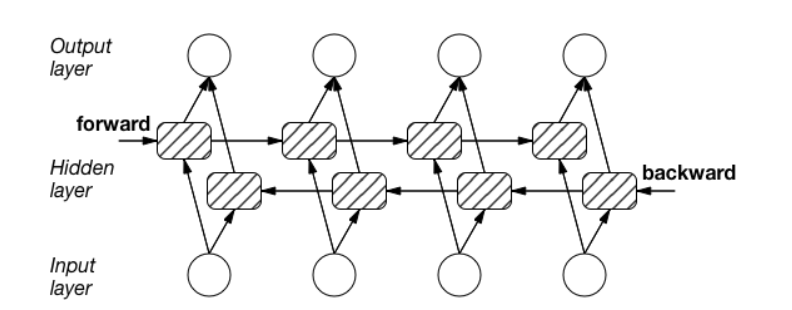 Output
layer
forward
Hidden
layer
backward
Input
layer